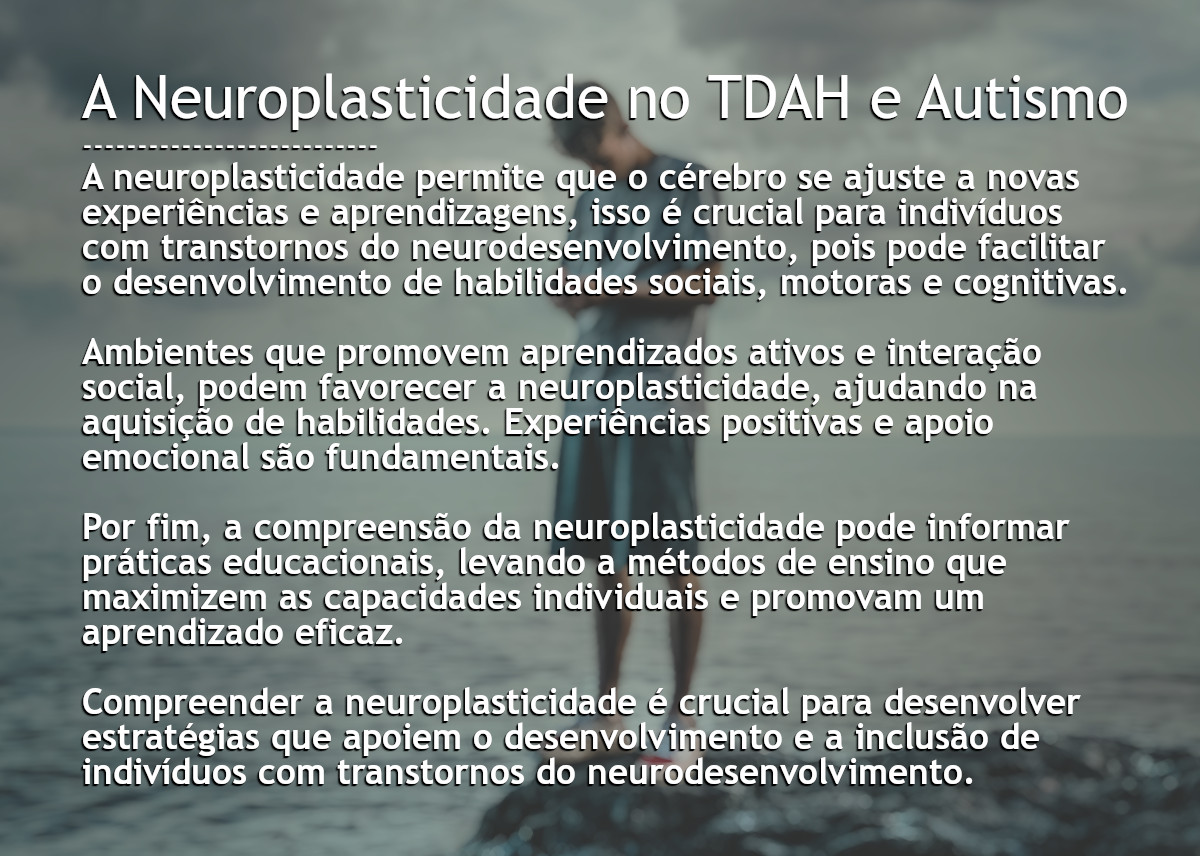 A Neuroplasticidade no TDAH e Autismo
---------------------------
A neuroplasticidade permite que o cérebro se ajuste a novas
experiências e aprendizagens, isso é crucial para indivíduos
com transtornos do neurodesenvolvimento, pois pode facilitar
o desenvolvimento de habilidades sociais, motoras e cognitivas.
Ambientes que promovem aprendizados ativos e interação
social, podem favorecer a neuroplasticidade, ajudando na
aquisição de habilidades. Experiências positivas e apoio
emocional são fundamentais.
Por fim, a compreensão da neuroplasticidade pode informar
práticas educacionais, levando a métodos de ensino que
maximizem as capacidades individuais e promovam um
aprendizado eficaz.
Compreender a neuroplasticidade é crucial para desenvolver
estratégias que apoiem o desenvolvimento e a inclusão de
indivíduos com transtornos do neurodesenvolvimento.